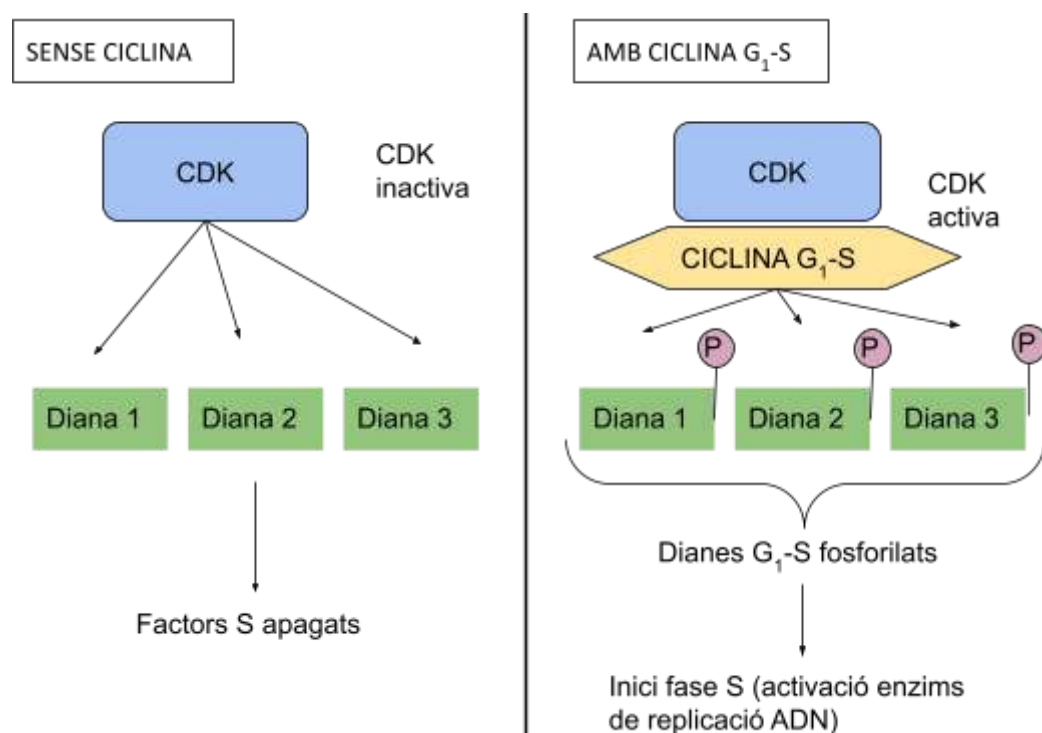 SENSE CICLINA
CDK
CDK
inactiva
Diana 1
Diana 2
Diana 3
Factors S apagats
AMB CICLINA G₁-S
CDK
CDK
activa
CICLINA G₁-S
P
P
P
Diana 1
Diana 2
Diana 3
Dianes G₁-S fosforilats
Inici fase S (activació enzims
de replicació ADN)